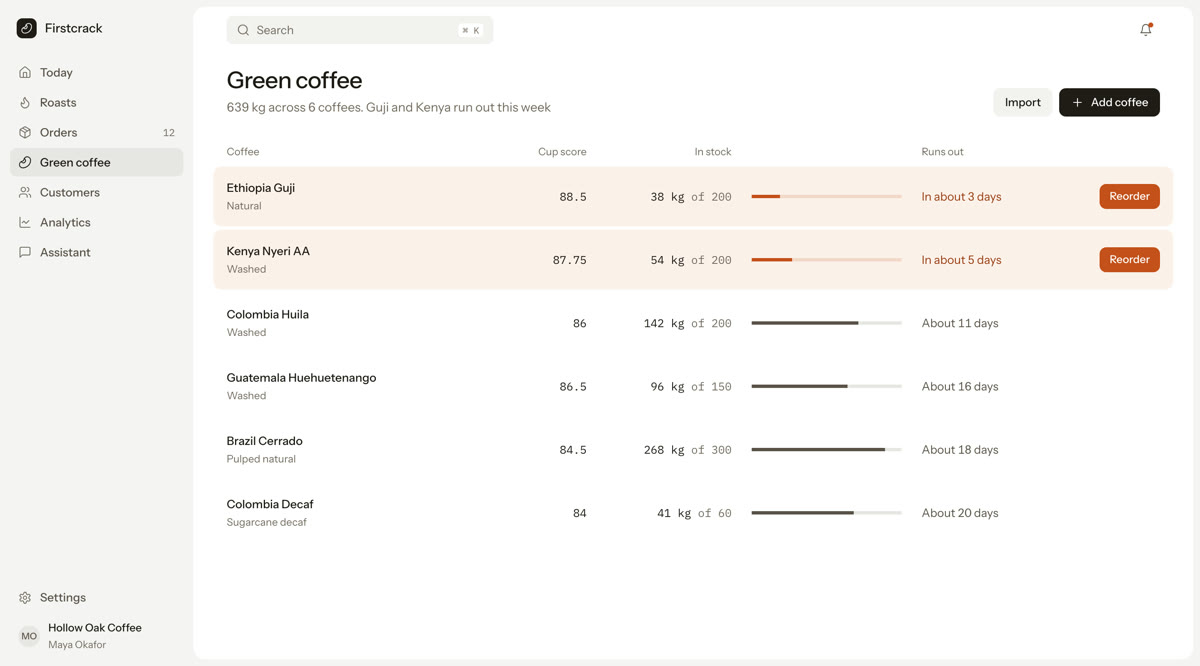 Firstcrack
Search
⌘ K
Today
Roasts
Orders 12
Green coffee
Customers
Analytics
Assistant
Settings
MO
Hollow Oak Coffee
Maya Okafor
Green coffee
639 kg across 6 coffees. Guji and Kenya run out this week
Import
+ Add coffee
Coffee Cup score In stock Runs out
Ethiopia Guji
Natural
88.5 38 kg of 200 In about 3 days Reorder
Kenya Nyeri AA
Washed
87.75 54 kg of 200 In about 5 days Reorder
Colombia Huila
Washed
86 142 kg of 200 About 11 days
Guatemala Huehuetenango
Washed
86.5 96 kg of 150 About 16 days
Brazil Cerrado
Pulped natural
84.5 268 kg of 300 About 18 days
Colombia Decaf
Sugarcane decaf
84 41 kg of 60 About 20 days